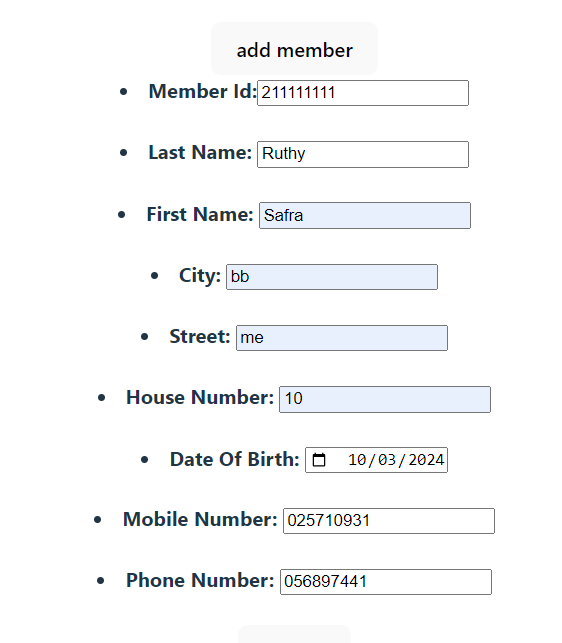 add member
Member Id: 211111111
Last Name: Ruthy
First Name: Safra
City: bb
Street: me
House Number: 10
Date Of Birth: 10/03/2024
Mobile Number: 025710931
Phone Number: 056897441